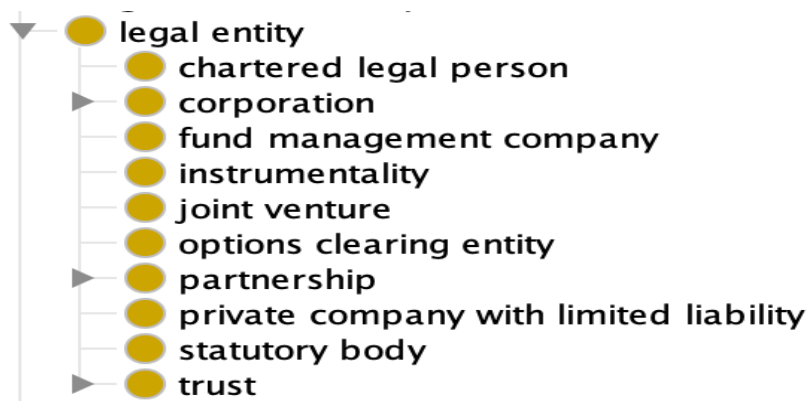 legal entity
chartered legal person
corporation
fund management company
instrumentality
joint venture
options clearing entity
partnership
private company with limited liability
statutory body
trust